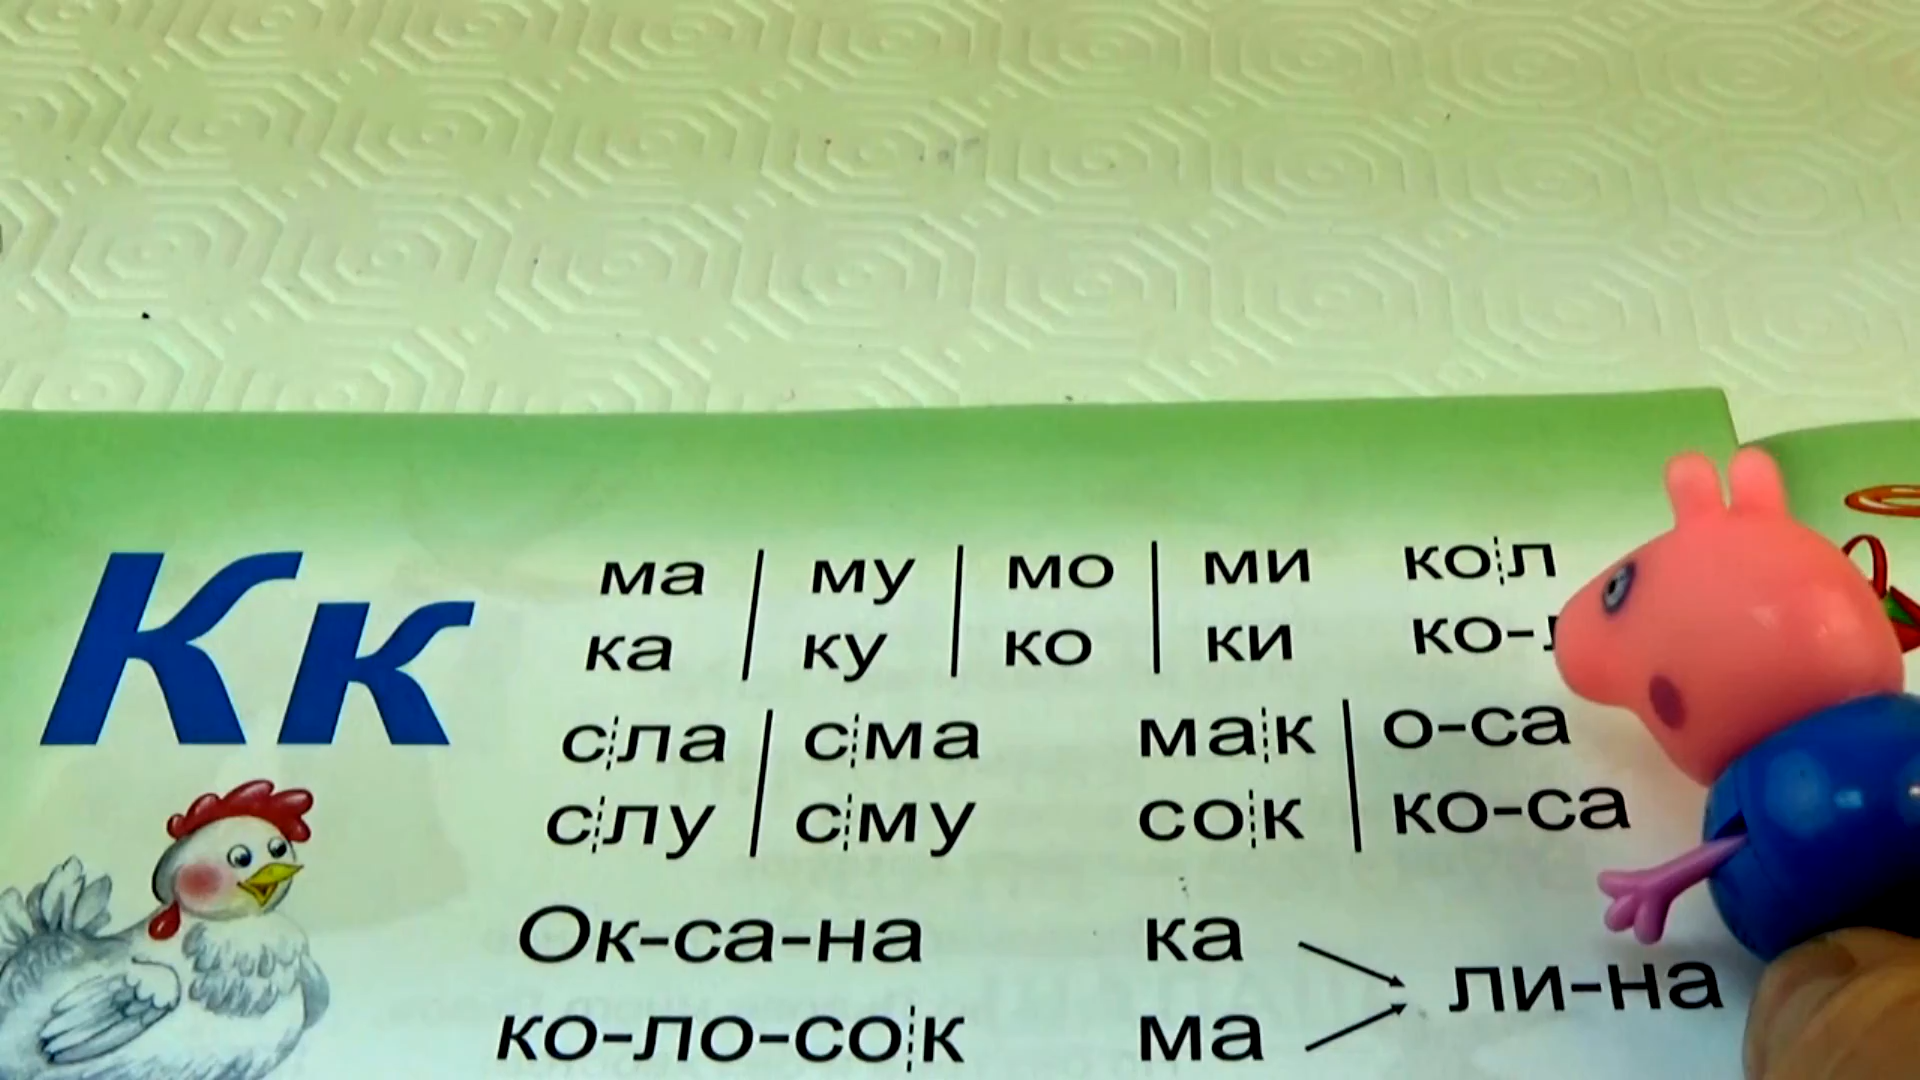 Кк
ма | му | мо | ми кол
ка | ку | ко | ки ко-
сла | сма мак | о-са
слу | сму сок | ко-са
Ок-са-на ка
ли-на
ко-ло-сок ма